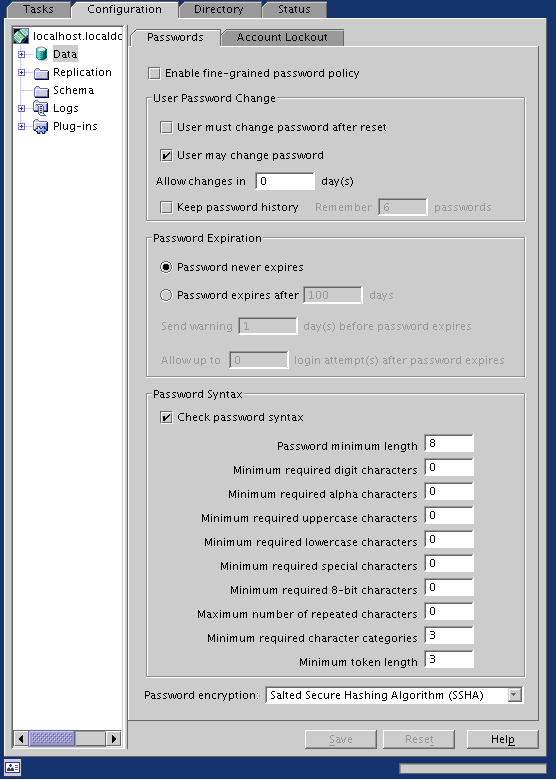 Tasks Configuration Directory Status
localhost.localdc
Data
Replication
Schema
Logs
Plug-ins
Passwords Account Lockout
Enable fine-grained password policy
User Password Change
User must change password after reset
User may change password
Allow changes in 0 day(s)
Keep password history Remember 6 passwords
Password Expiration
Password never expires
Password expires after 100 days
Send warning 1 day(s) before password expires
Allow up to 0 login attempt(s) after password expires
Password Syntax
Check password syntax
Password minimum length 8
Minimum required digit characters 0
Minimum required alpha characters 0
Minimum required uppercase characters 0
Minimum required lowercase characters 0
Minimum required special characters 0
Minimum required 8-bit characters 0
Maximum number of repeated characters 0
Minimum required character categories 3
Minimum token length 3
Password encryption: Salted Secure Hashing Algorithm (SSHA)
Save Reset Help